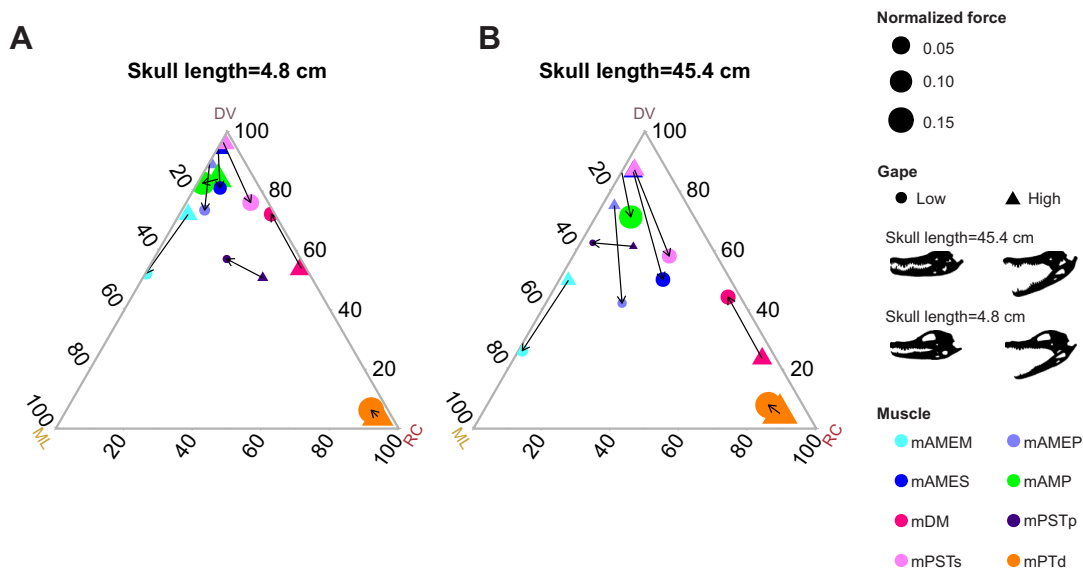 A
Skull length=4.8 cm
DV
100
20
80
40
60
60
40
80
20
100
ML
20
40
60
80
100
RC
B
Skull length=45.4 cm
DV
100
20
80
40
60
60
40
80
20
100
ML
20
40
60
80
100
RC
Normalized force
0.05
0.10
0.15
Gape
Low High
Skull length=45.4 cm
Skull length=4.8 cm
Muscle
mAMEM mAMEP
mAMES mAMP
mDM mPSTp
mPSTs mPTd